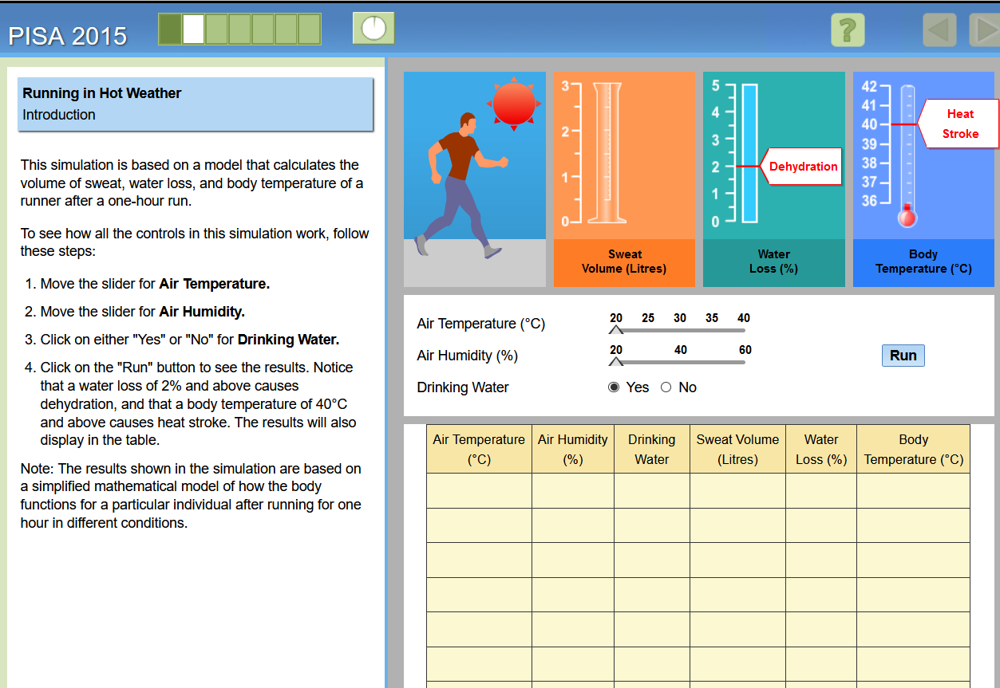 PISA 2015
?
Running in Hot Weather
Introduction
This simulation is based on a model that calculates the
volume of sweat, water loss, and body temperature of a
runner after a one-hour run.
To see how all the controls in this simulation work, follow
these steps:
1. Move the slider for Air Temperature.
2. Move the slider for Air Humidity.
3. Click on either "Yes" or "No" for Drinking Water.
4. Click on the "Run" button to see the results. Notice
that a water loss of 2% and above causes
dehydration, and that a body temperature of 40°C
and above causes heat stroke. The results will also
display in the table.
Note: The results shown in the simulation are based on
a simplified mathematical model of how the body
functions for a particular individual after running for one
hour in different conditions.
3
2
1
0
Sweat
Volume (Litres)
5
4
3
2
1
0
Dehydration
Water
Loss (%)
42
41
40
39
38
37
36
Heat
Stroke
Body
Temperature (°C)
Air Temperature (°C) 20 25 30 35 40
Air Humidity (%) 20 40 60
Drinking Water Yes No
Run
Air Temperature (°C)
Air Humidity (%)
Drinking Water
Sweat Volume (Litres)
Water Loss (%)
Body Temperature (°C)